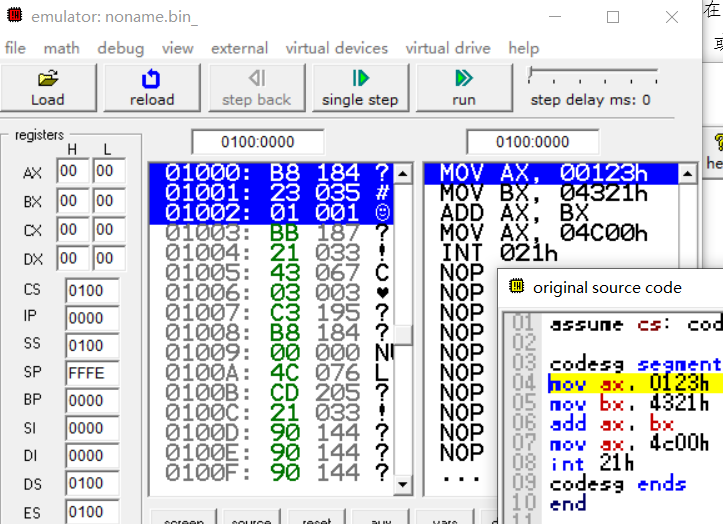 emulator: noname.bin_
在
file math debug view external virtual devices virtual drive help
Load reload step back single step run step delay ms: 0
he
registers
H L
AX 00 00
BX 00 00
CX 00 00
DX 00 00
CS 0100
IP 0000
SS 0100
SP FFFE
BP 0000
SI 0000
DI 0000
DS 0100
ES 0100
0100:0000
01000: B8 184 ?
01001: 23 035 #
01002: 01 001 ☺
01003: BB 187 ?
01004: 21 033 !
01005: 43 067 C
01006: 03 003 ♥
01007: C3 195 ?
01008: B8 184 ?
01009: 00 000 NU
0100A: 4C 076 L
0100B: CD 205 ?
0100C: 21 033 !
0100D: 90 144 ?
0100E: 90 144 ?
0100F: 90 144 ?
0100:0000
MOV AX, 00123h
MOV BX, 04321h
ADD AX, BX
MOV AX, 04C00h
INT 021h
NOP
NOP
NOP
NOP
NOP
NOP
NOP
NOP
NOP
NOP
...
original source code
01 assume cs: cod
02
03 codesg segment
04 mov ax, 0123h
05 mov bx, 4321h
06 add ax, bx
07 mov ax, 4c00h
08 int 21h
09 codesg ends
10 end
11
screen source reset aux vars